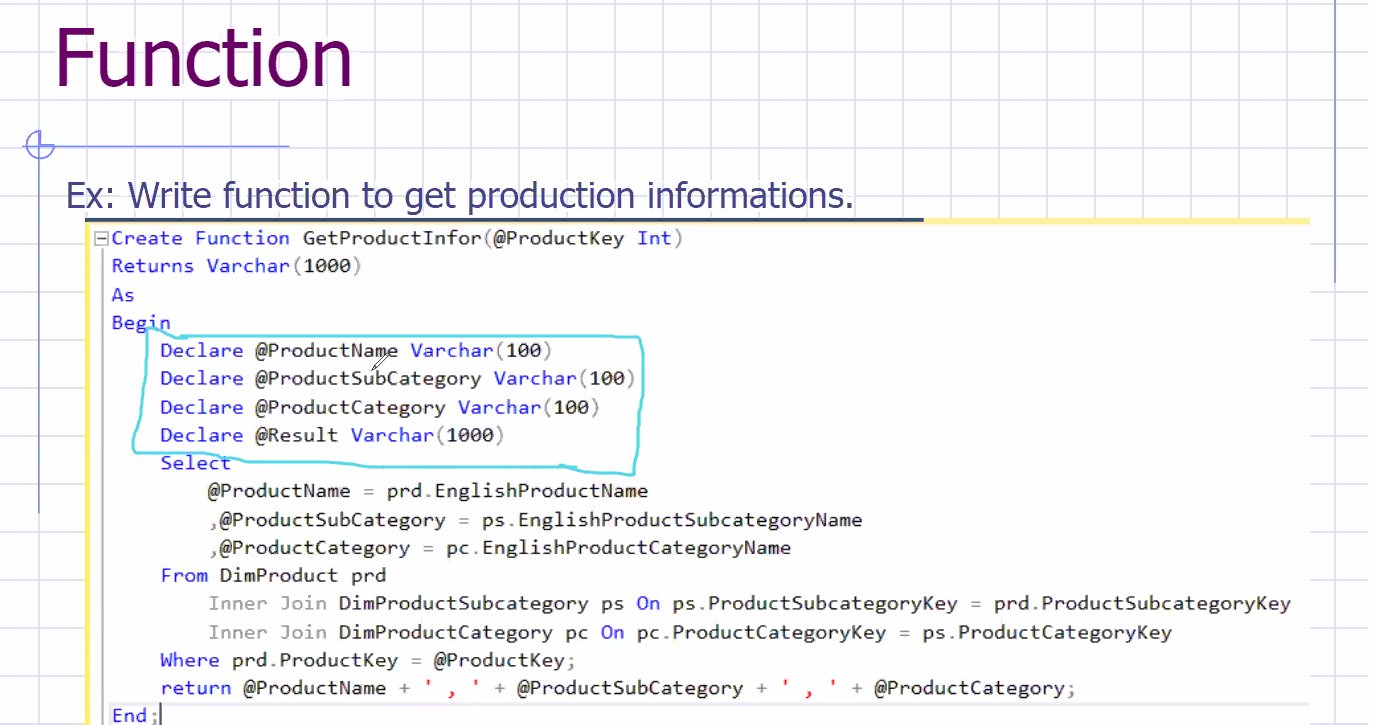 Function
Ex: Write function to get production informations.
Create Function GetProductInfor(@ProductKey Int)
Returns Varchar(1000)
As
Begin
Declare @ProductName Varchar(100)
Declare @ProductSubCategory Varchar(100)
Declare @ProductCategory Varchar(100)
Declare @Result Varchar(1000)
Select
@ProductName = prd.EnglishProductName
,@ProductSubCategory = ps.EnglishProductSubcategoryName
,@ProductCategory = pc.EnglishProductCategoryName
From DimProduct prd
Inner Join DimProductSubcategory ps On ps.ProductSubcategoryKey = prd.ProductSubcategoryKey
Inner Join DimProductCategory pc On pc.ProductCategoryKey = ps.ProductCategoryKey
Where prd.ProductKey = @ProductKey;
return @ProductName + ' , ' + @ProductSubCategory + ' , ' + @ProductCategory;
End;